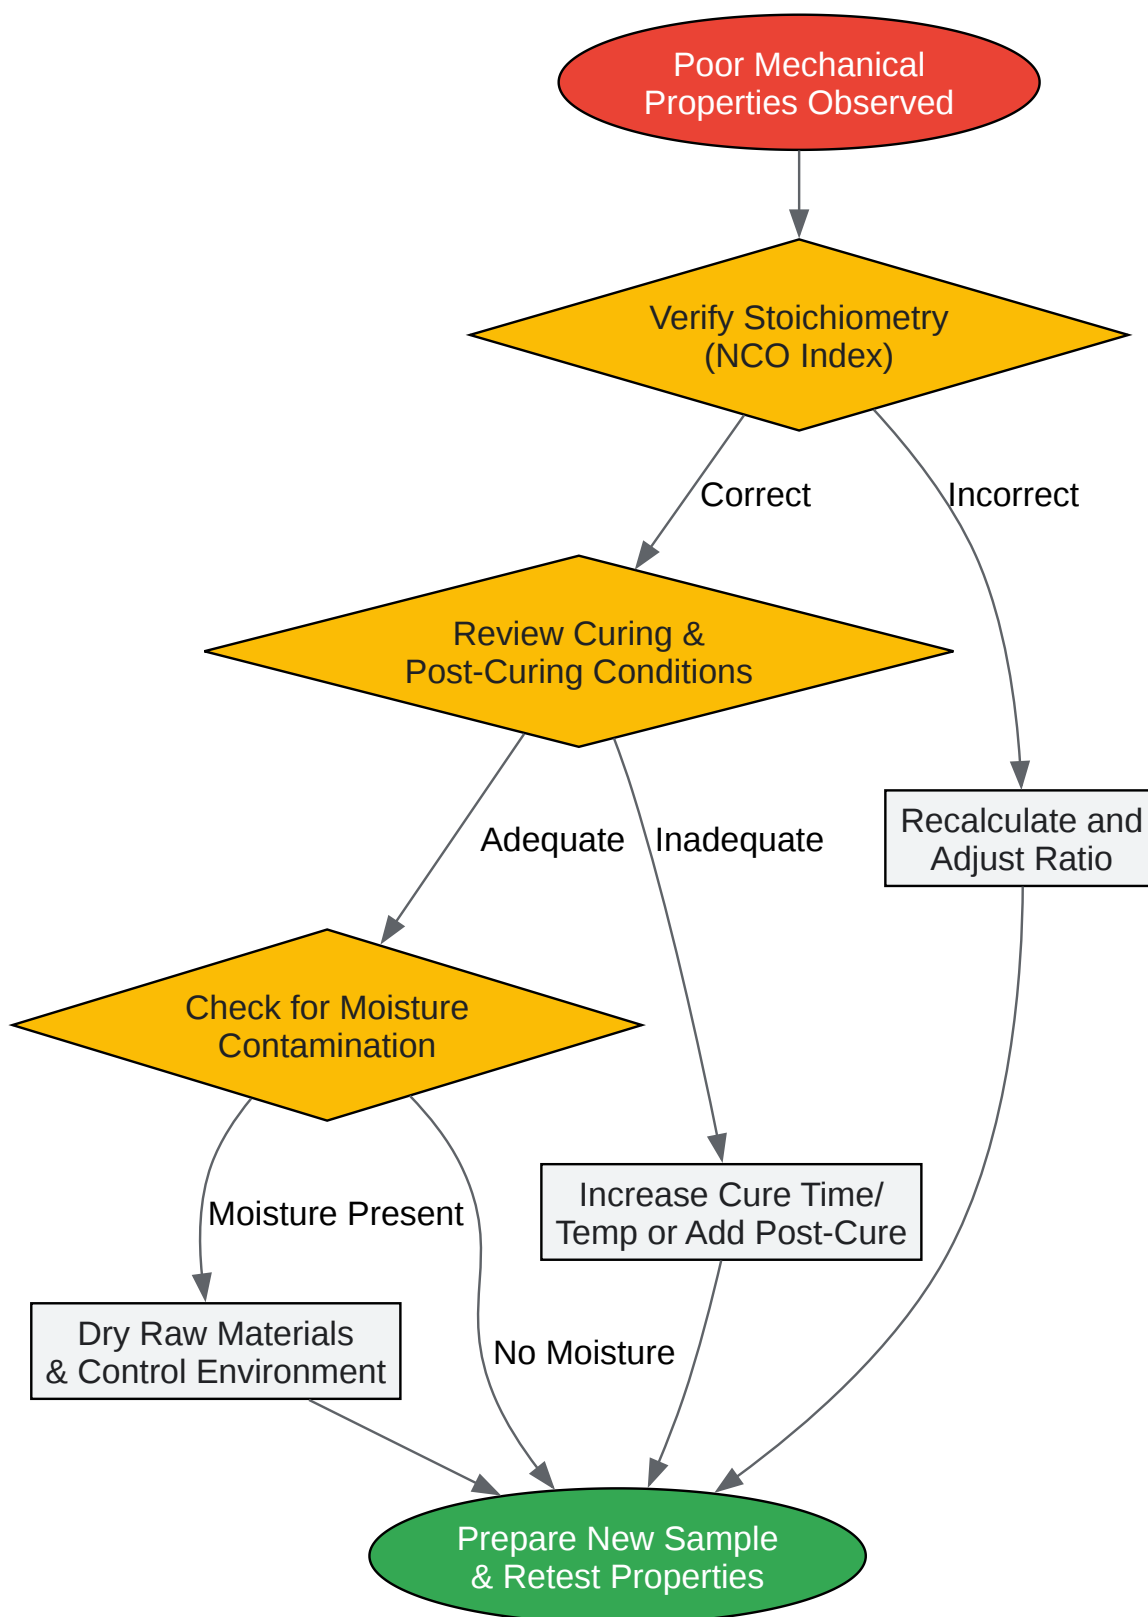 Poor Mechanical
Properties Observed
Verify Stoichiometry
(NCO Index)
Correct
Incorrect
Review Curing &
Post-Curing Conditions
Recalculate and
Adjust Ratio
Adequate
Inadequate
Check for Moisture
Contamination
Increase Cure Time/
Temp or Add Post-Cure
Moisture Present
Dry Raw Materials
& Control Environment
No Moisture
Prepare New Sample
& Retest Properties